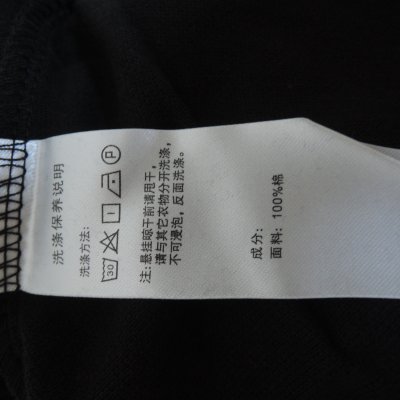 洗涤保养说明
洗涤方法:
30
P
注:悬挂晾干前请甩干,
请与其它衣物分开洗涤,
不可浸泡，反面洗涤。
成分:
面料: 100%棉